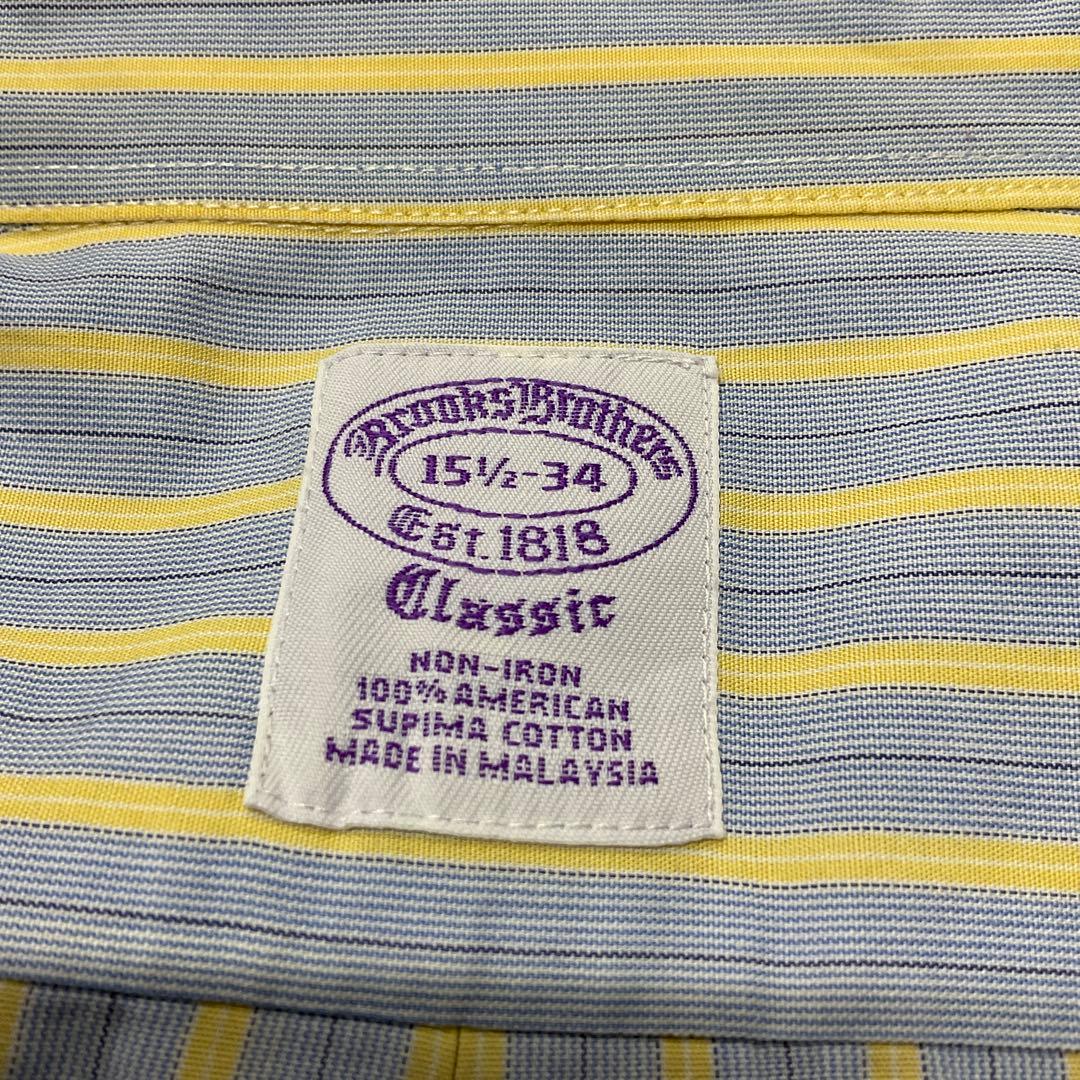 Brooks Brothers
15½-34
Est. 1818
Classic
NON-IRON
100% AMERICAN
SUPIMA COTTON
MADE IN MALAYSIA